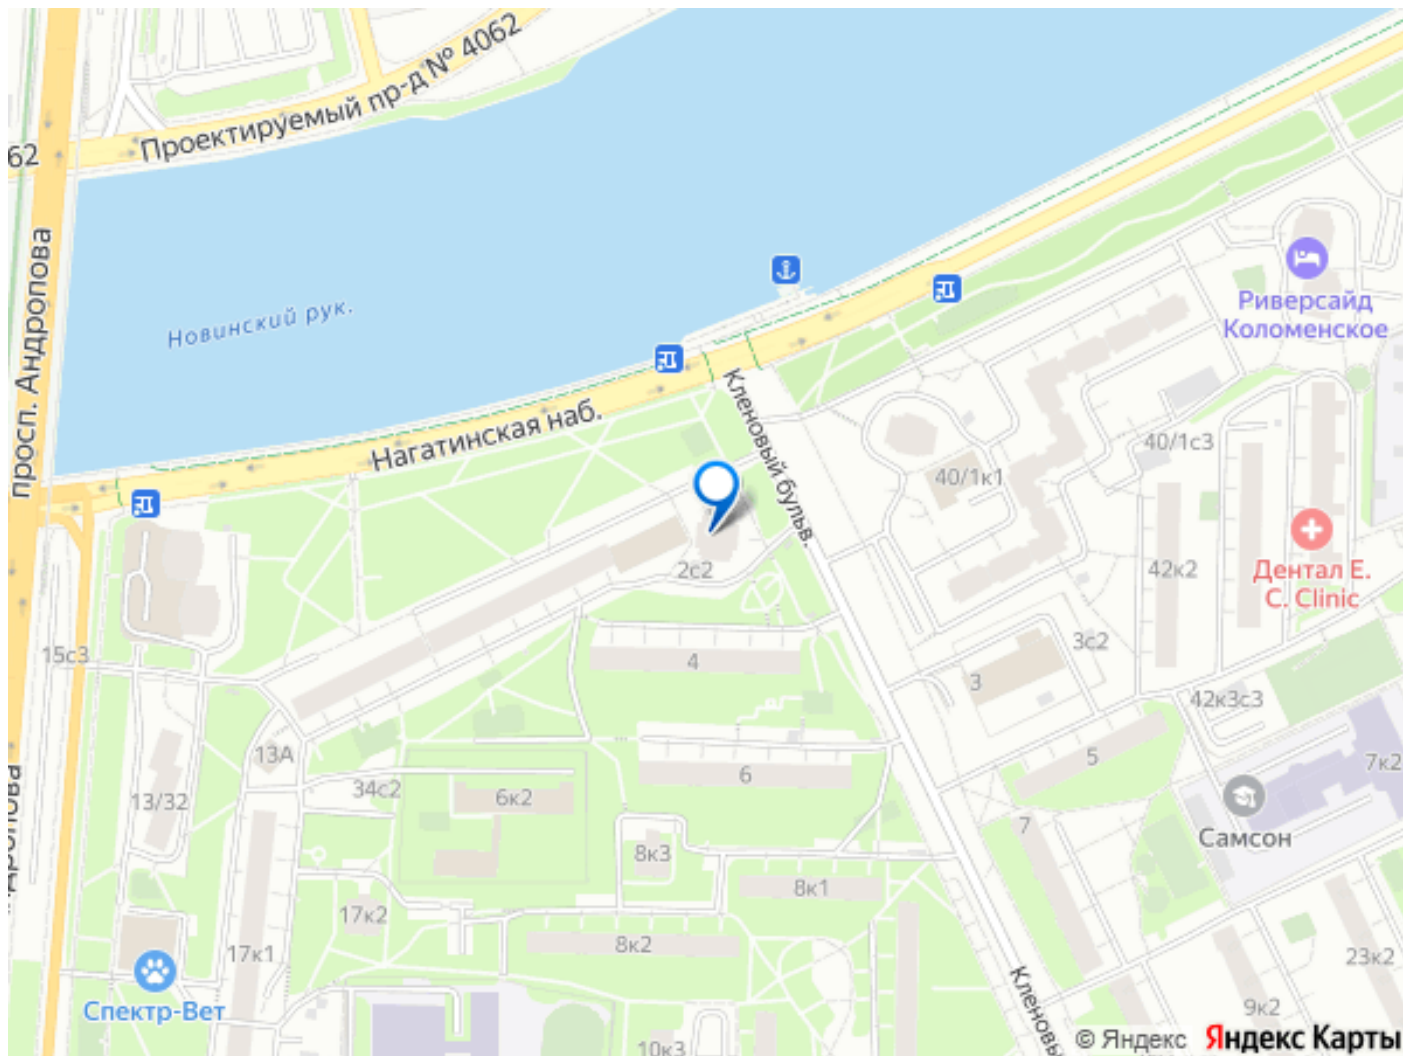 Проектируемый пр-д № 4062
62
просп. Андропова
Новинский рук.
Риверсайд
Коломенское
Нагатинская наб.
Кленовый бульв.
40/1с3
40/1к1
2с2
42к2
Дентал Е.
С. Clinic
15с3
4
3с2
3
42к3с3
13А
6
5
7к2
34с2
13/32
6к2
7
Самсон
8к3
8к1
17к2
17к1
8к2
23к2
Спектр-Вет
9к2
10к3
© Яндекс Яндекс Карты